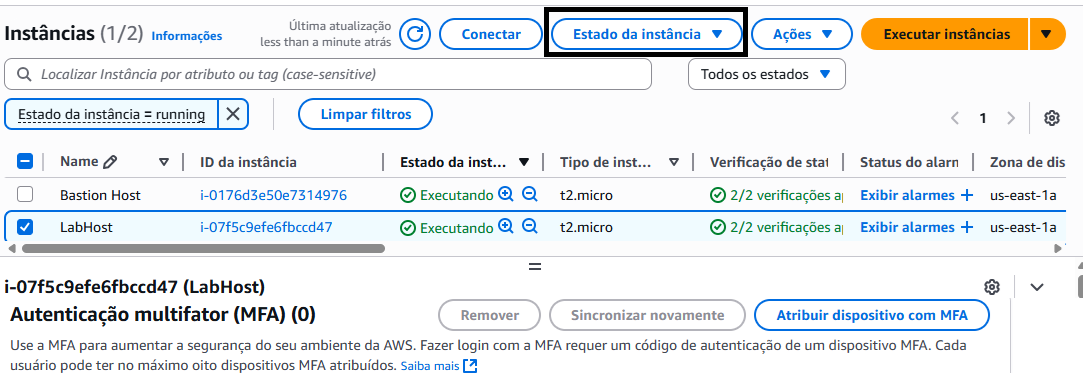 Instâncias (1/2) Informações
Última atualização
less than a minute atrás
Conectar
Estado da instância
Ações
Executar instâncias
Localizar Instância por atributo ou tag (case-sensitive)
Todos os estados
Estado da instância = running
Limpar filtros
1
Name ID da instância Estado da inst... Tipo de inst... Verificação de stat Status do alarn Zona de dis
Bastion Host i-0176d3e50e7314976 Executando t2.micro 2/2 verificações ap Exibir alarmes + us-east-1a
LabHost i-07f5c9efe6fbccd47 Executando t2.micro 2/2 verificações ap Exibir alarmes + us-east-1a
i-07f5c9efe6fbccd47 (LabHost)
Autenticação multifator (MFA) (0)
Remover
Sincronizar novamente
Atribuir dispositivo com MFA
Use a MFA para aumentar a segurança do seu ambiente da AWS. Fazer login com a MFA requer um código de autenticação de um dispositivo MFA. Cada
usuário pode ter no máximo oito dispositivos MFA atribuídos. Saiba mais